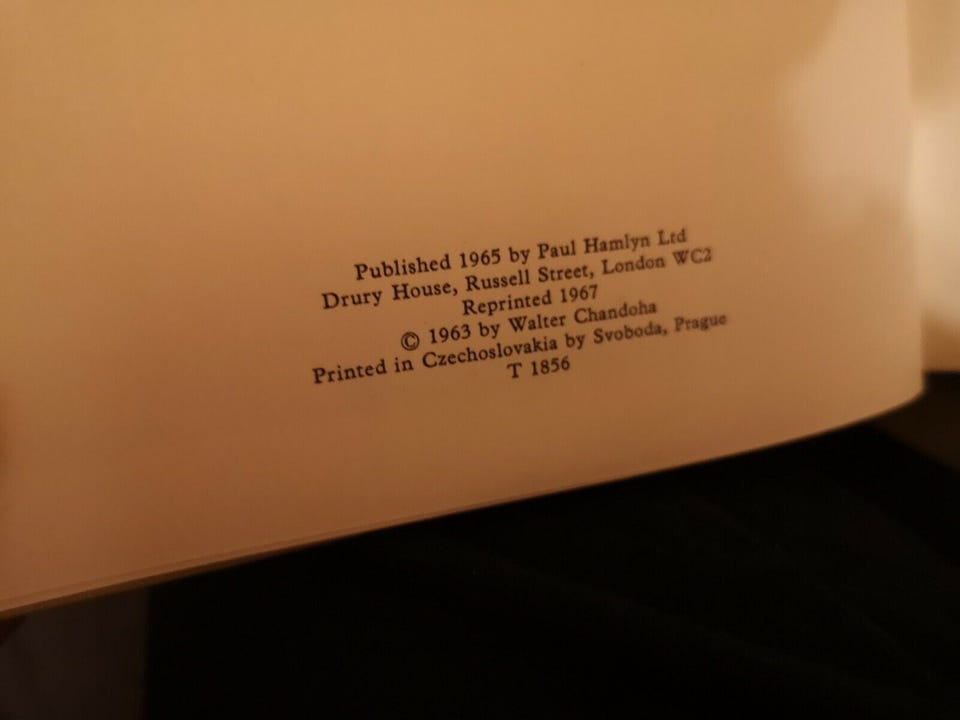 Published 1965 by Paul Hamlyn Ltd
Drury House, Russell Street, London WC2
Reprinted 1967
© 1963 by Walter Chandoha
Printed in Czechoslovakia by Svoboda, Prague
T 1856